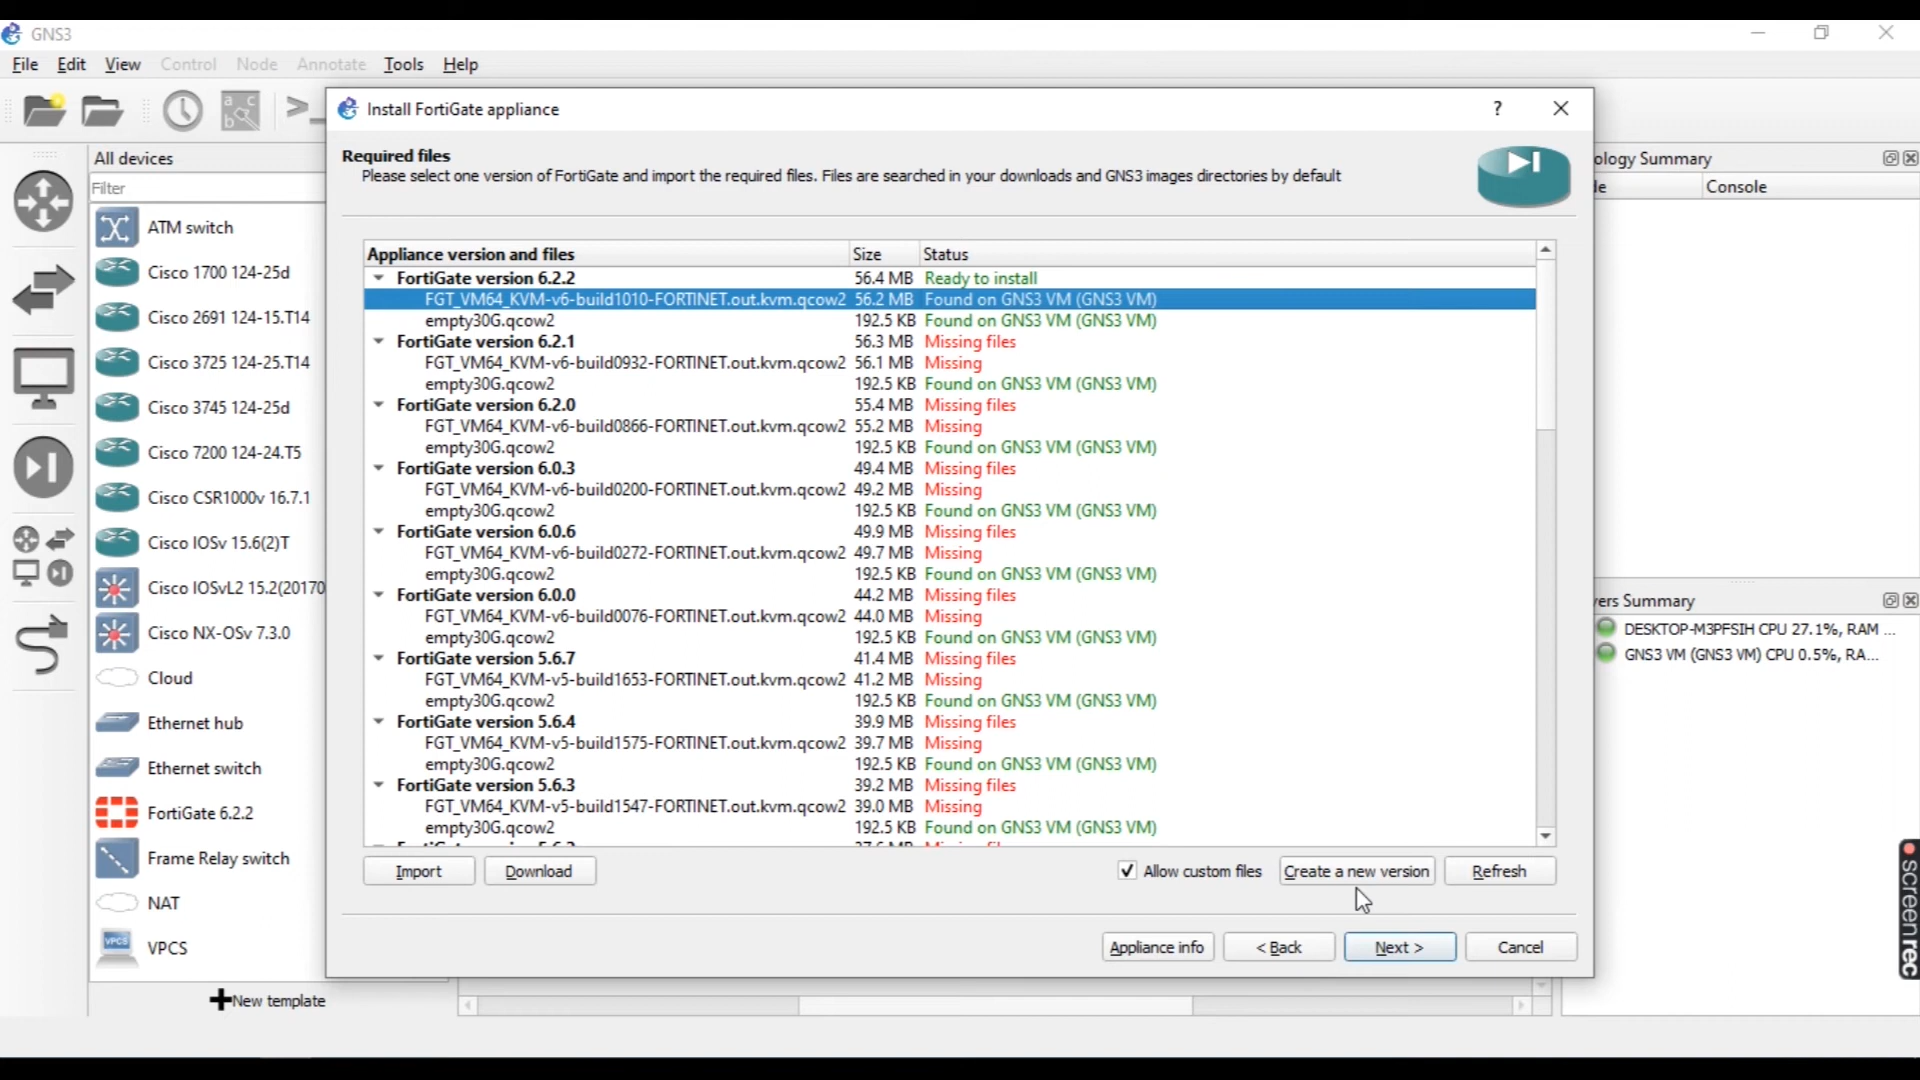 GNS3
File Edit View Control Node Annotate Tools Help
Install FortiGate appliance
Required files
Please select one version of FortiGate and import the required files. Files are searched in your downloads and GNS3 images directories by default
All devices
Filter
ATM switch
Cisco 1700 124-25d
Cisco 2691 124-15.T14
Cisco 3725 124-25.T14
Cisco 3745 124-25d
Cisco 7200 124-24.T5
Cisco CSR1000v 16.7.1
Cisco IOSv 15.6(2)T
Cisco IOSvL2 15.2(20170
Cisco NX-OSv 7.3.0
Cloud
Ethernet hub
Ethernet switch
FortiGate 6.2.2
Frame Relay switch
NAT
VPCS
New template
Appliance version and files Size Status
FortiGate version 6.2.2 56.4 MB Ready to install
FGT_VM64_KVM-v6-build1010-FORTINET.out.kvm.qcow2 56.2 MB Found on GNS3 VM (GNS3 VM)
empty30G.qcow2 192.5 KB Found on GNS3 VM (GNS3 VM)
FortiGate version 6.2.1 56.3 MB Missing files
FGT_VM64_KVM-v6-build0932-FORTINET.out.kvm.qcow2 56.1 MB Missing
empty30G.qcow2 192.5 KB Found on GNS3 VM (GNS3 VM)
FortiGate version 6.2.0 55.4 MB Missing files
FGT_VM64_KVM-v6-build0866-FORTINET.out.kvm.qcow2 55.2 MB Missing
empty30G.qcow2 192.5 KB Found on GNS3 VM (GNS3 VM)
FortiGate version 6.0.3 49.4 MB Missing files
FGT_VM64_KVM-v6-build0200-FORTINET.out.kvm.qcow2 49.2 MB Missing
empty30G.qcow2 192.5 KB Found on GNS3 VM (GNS3 VM)
FortiGate version 6.0.6 49.9 MB Missing files
FGT_VM64_KVM-v6-build0272-FORTINET.out.kvm.qcow2 49.7 MB Missing
empty30G.qcow2 192.5 KB Found on GNS3 VM (GNS3 VM)
FortiGate version 6.0.0 44.2 MB Missing files
FGT_VM64_KVM-v6-build0076-FORTINET.out.kvm.qcow2 44.0 MB Missing
empty30G.qcow2 192.5 KB Found on GNS3 VM (GNS3 VM)
FortiGate version 5.6.7 41.4 MB Missing files
FGT_VM64_KVM-v5-build1653-FORTINET.out.kvm.qcow2 41.2 MB Missing
empty30G.qcow2 192.5 KB Found on GNS3 VM (GNS3 VM)
FortiGate version 5.6.4 39.9 MB Missing files
FGT_VM64_KVM-v5-build1575-FORTINET.out.kvm.qcow2 39.7 MB Missing
empty30G.qcow2 192.5 KB Found on GNS3 VM (GNS3 VM)
FortiGate version 5.6.3 39.2 MB Missing files
FGT_VM64_KVM-v5-build1547-FORTINET.out.kvm.qcow2 39.0 MB Missing
empty30G.qcow2 192.5 KB Found on GNS3 VM (GNS3 VM)
Import Download Allow custom files Create a new version Refresh
Appliance info < Back Next > Cancel
ology Summary
le Console
ers Summary
DESKTOP-M3PFSIH CPU 27.1%, RAM ...
GNS3 VM (GNS3 VM) CPU 0.5%, RA...
screenrec
VPCS